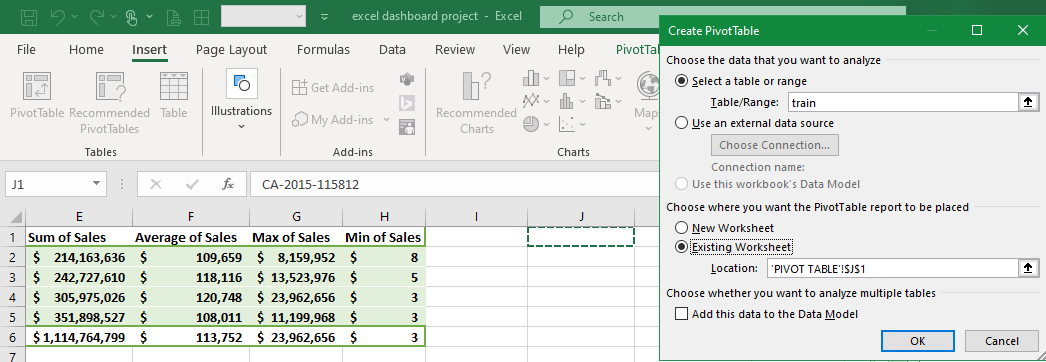 excel dashboard project - Excel
Search
File Home Insert Page Layout Formulas Data Review View Help PivotTa
PivotTable
Recommended
PivotTables
Table
Tables
Illustrations
Get Add-ins
My Add-ins
Add-ins
Recommended
Charts
Map
Charts
J1 fx CA-2015-115812
E F G H I J
1 Sum of Sales Average of Sales Max of Sales Min of Sales
2 $ 214,163,636 $ 109,659 $ 8,159,952 $ 8
3 $ 242,727,610 $ 118,116 $ 13,523,976 $ 5
4 $ 305,975,026 $ 120,748 $ 23,962,656 $ 3
5 $ 351,898,527 $ 108,011 $ 11,199,968 $ 3
6 $ 1,114,764,799 $ 113,752 $ 23,962,656 $ 3
7
Create PivotTable
Choose the data that you want to analyze
Select a table or range
Table/Range: train
Use an external data source
Choose Connection...
Connection name:
Use this workbook's Data Model
Choose where you want the PivotTable report to be placed
New Worksheet
Existing Worksheet
Location: 'PIVOT TABLE'!$J$1
Choose whether you want to analyze multiple tables
Add this data to the Data Model
OK Cancel